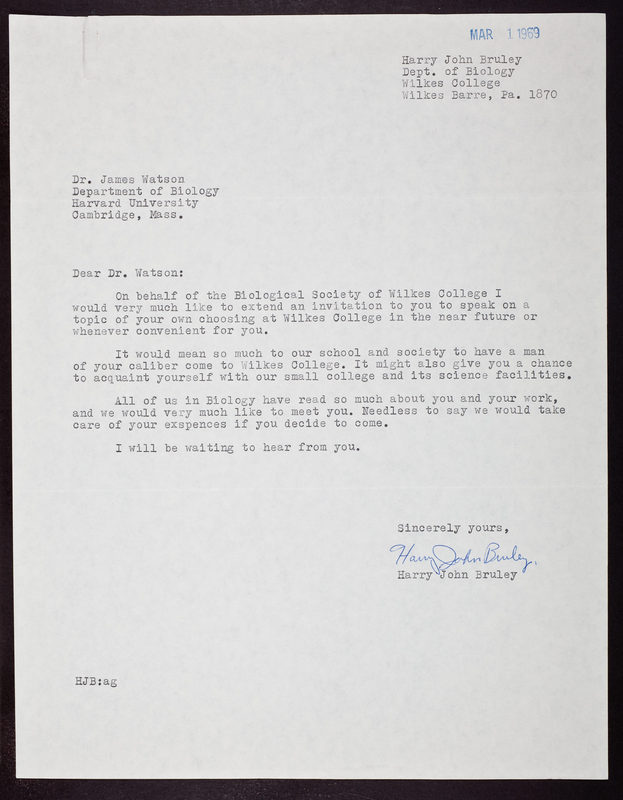 MAR 1 1969
Harry John Bruley
Dept. of Biology
Wilkes College
Wilkes Barre, Pa. 1870
Dr. James Watson
Department of Biology
Harvard University
Cambridge, Mass.
Dear Dr. Watson:
On behalf of the Biological Society of Wilkes College I
would very much like to extend an invitation to you to speak on a
topic of your own choosing at Wilkes College in the near future or
whenever convenient for you.
It would mean so much to our school and society to have a man
of your caliber come to Wilkes College. It might also give you a chance
to acquaint yourself with our small college and its science facilities.
All of us in Biology have read so much about you and your work,
and we would very much like to meet you. Needless to say we would take
care of your exspences if you decide to come.
I will be waiting to hear from you.
Sincerely yours,
Harry John Bruley.
Harry John Bruley
HJB:ag